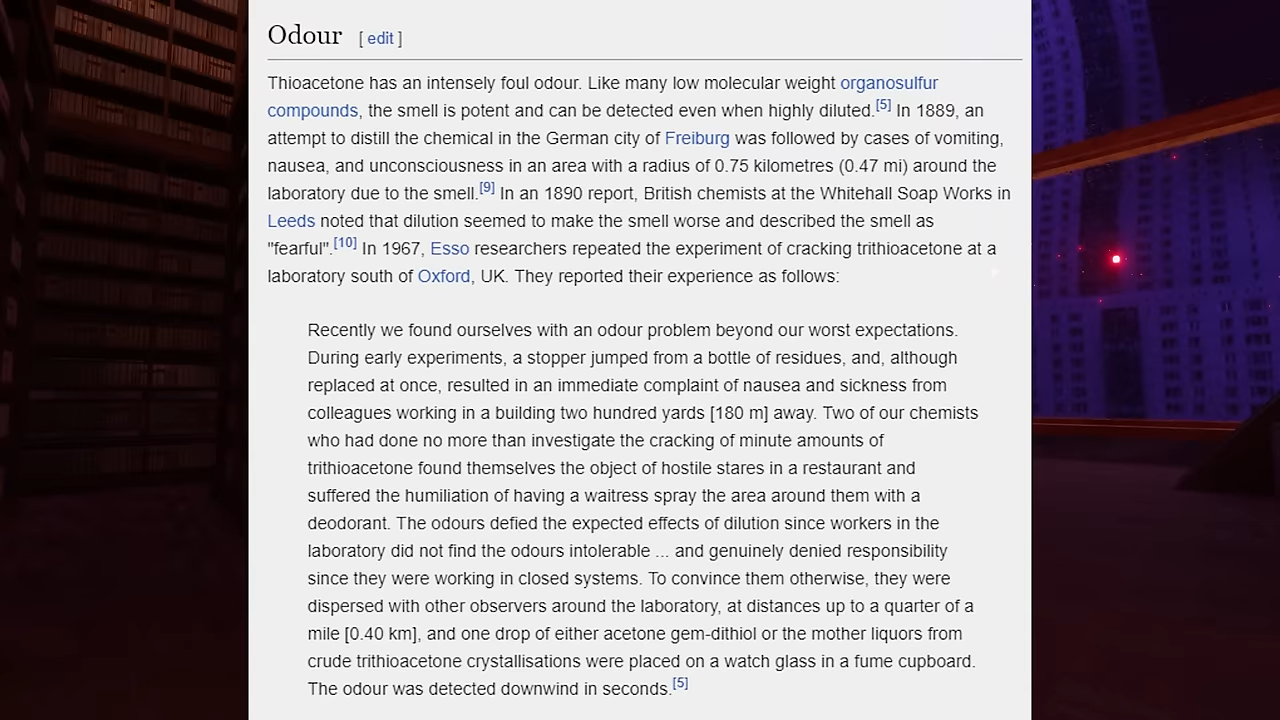 Odour [ edit ]
Thioacetone has an intensely foul odour. Like many low molecular weight organosulfur
compounds, the smell is potent and can be detected even when highly diluted.[5] In 1889, an
attempt to distill the chemical in the German city of Freiburg was followed by cases of vomiting,
nausea, and unconsciousness in an area with a radius of 0.75 kilometres (0.47 mi) around the
laboratory due to the smell.[9] In an 1890 report, British chemists at the Whitehall Soap Works in
Leeds noted that dilution seemed to make the smell worse and described the smell as
"fearful".[10] In 1967, Esso researchers repeated the experiment of cracking trithioacetone at a
laboratory south of Oxford, UK. They reported their experience as follows:
Recently we found ourselves with an odour problem beyond our worst expectations.
During early experiments, a stopper jumped from a bottle of residues, and, although
replaced at once, resulted in an immediate complaint of nausea and sickness from
colleagues working in a building two hundred yards [180 m] away. Two of our chemists
who had done no more than investigate the cracking of minute amounts of
trithioacetone found themselves the object of hostile stares in a restaurant and
suffered the humiliation of having a waitress spray the area around them with a
deodorant. The odours defied the expected effects of dilution since workers in the
laboratory did not find the odours intolerable ... and genuinely denied responsibility
since they were working in closed systems. To convince them otherwise, they were
dispersed with other observers around the laboratory, at distances up to a quarter of a
mile [0.40 km], and one drop of either acetone gem-dithiol or the mother liquors from
crude trithioacetone crystallisations were placed on a watch glass in a fume cupboard.
The odour was detected downwind in seconds.[5]